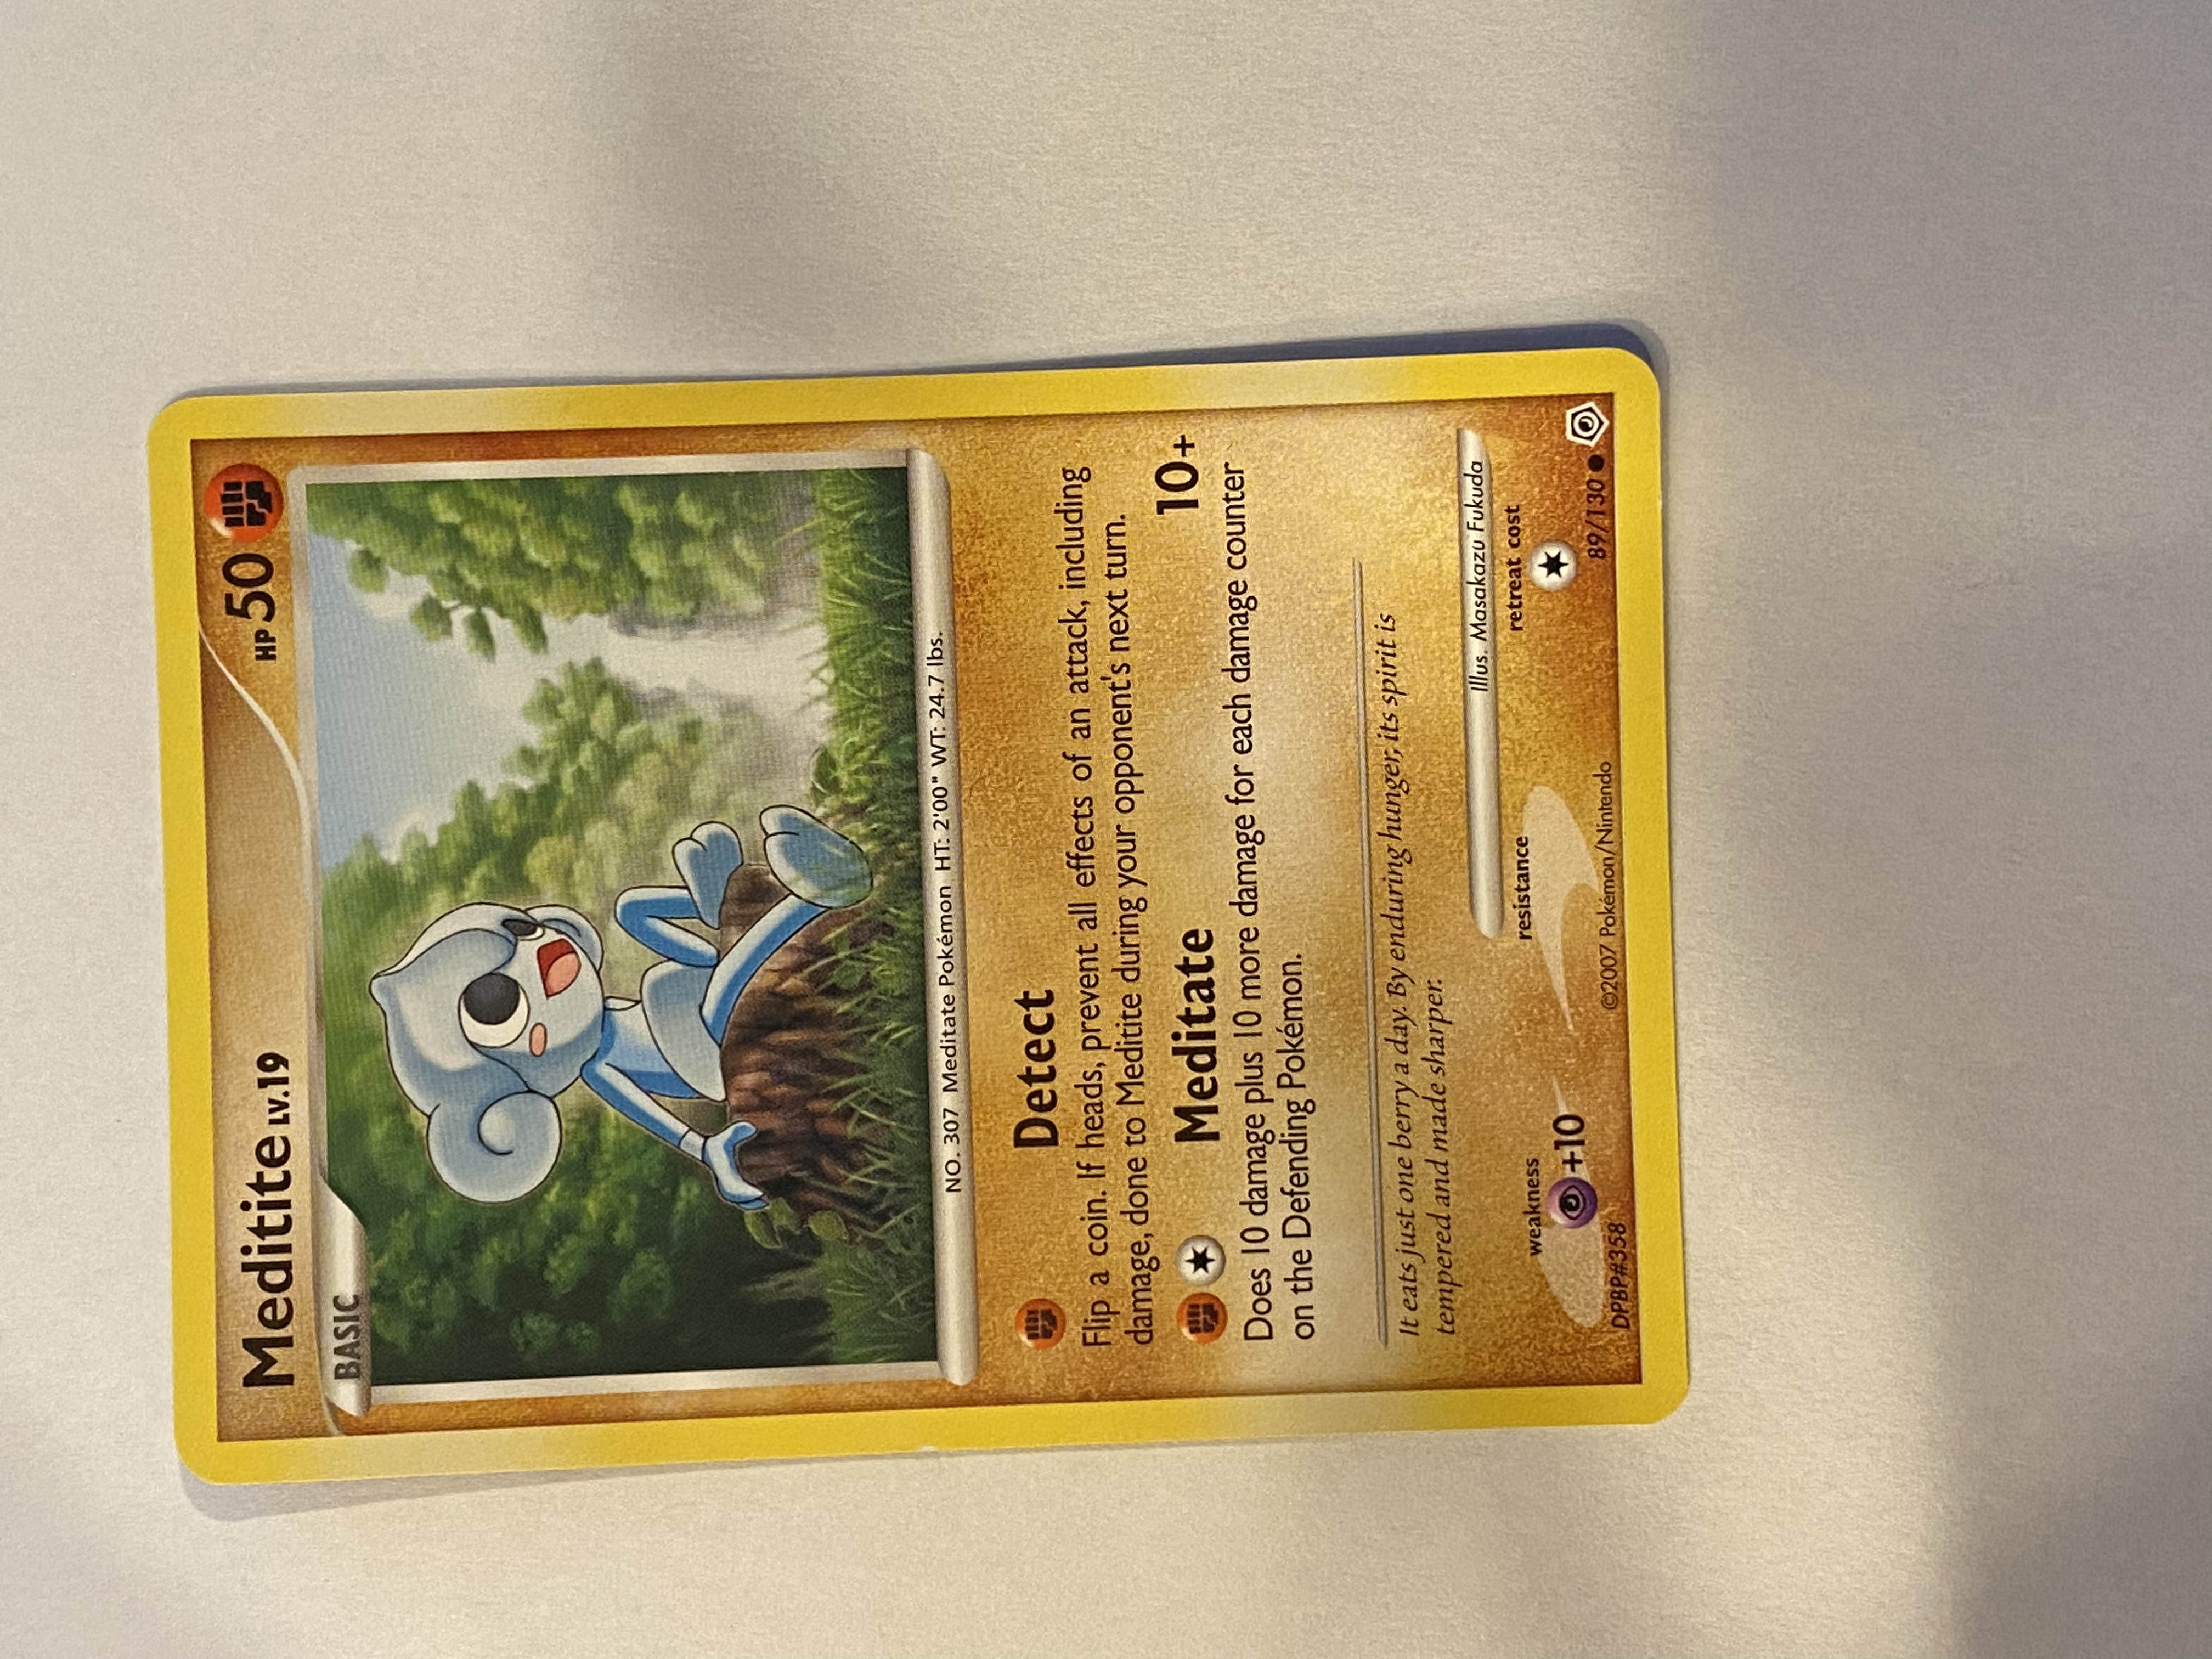 Meditite LV.19 HP 50
BASIC
NO. 307 Meditate Pokémon HT: 2'00" WT: 24.7 lbs.
Detect
Flip a coin. If heads, prevent all effects of an attack, including
damage, done to Meditite during your opponent's next turn.
Meditate 10+
Does 10 damage plus 10 more damage for each damage counter
on the Defending Pokémon.
It eats just one berry a day. By enduring hunger, its spirit is
tempered and made sharper.
Illus. Masakazu Fukuda
weakness resistance retreat cost
+10
DPBP#358 ©2007 Pokémon/Nintendo 89/130